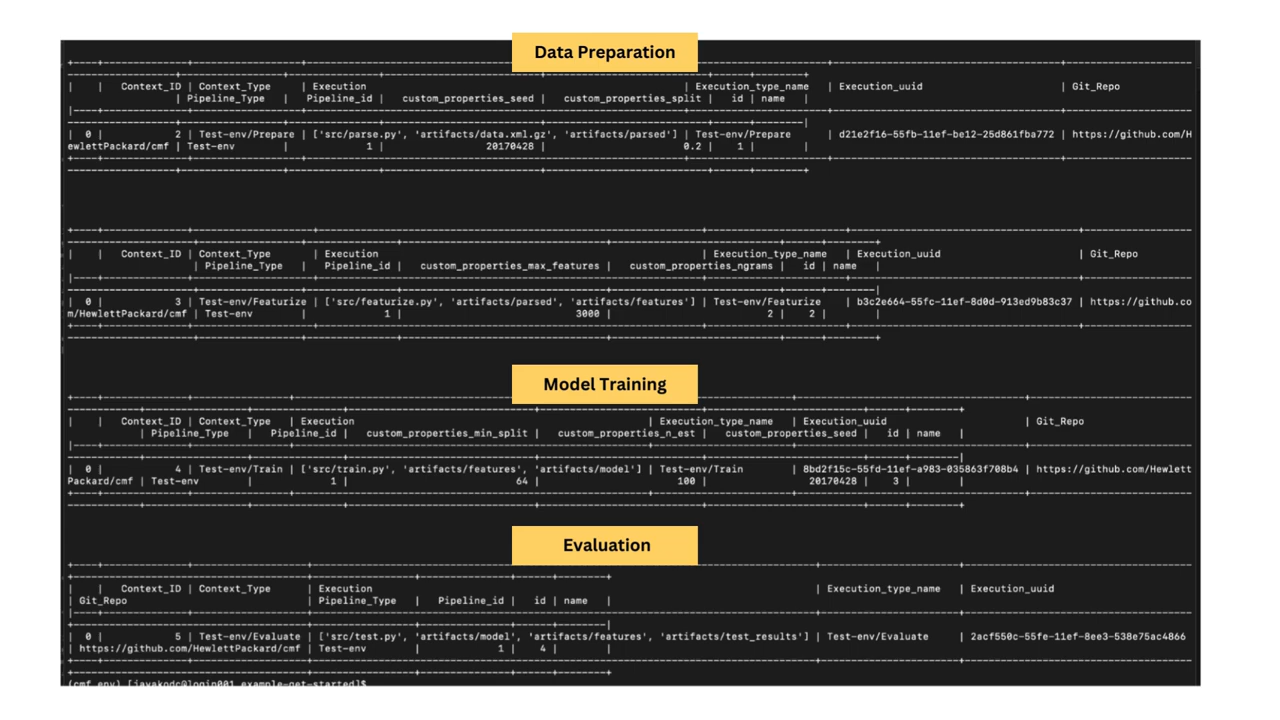 Data Preparation
| | Context_ID | Context_Type | Execution | Execution_type_name | Execution_uuid | Git_Repo
| Pipeline_Type | Pipeline_id | custom_properties_seed | custom_properties_split | id | name |
| 0 | 2 | Test-env/Prepare | ['src/parse.py', 'artifacts/data.xml.gz', 'artifacts/parsed'] | Test-env/Prepare | d21e2f16-55fb-11ef-be12-25d861fba772 | https://github.com/H
ewlettPackard/cmf | Test-env | 1 | 20170428 | 0.2 | 1 | |
| | Context_ID | Context_Type | Execution | Execution_type_name | Execution_uuid | Git_Repo
| Pipeline_Type | Pipeline_id | custom_properties_max_features | custom_properties_ngrams | id | name |
| 0 | 3 | Test-env/Featurize | ['src/featurize.py', 'artifacts/parsed', 'artifacts/features'] | Test-env/Featurize | b3c2e664-55fc-11ef-8d0d-913ed9b83c37 | https://github.co
m/HewlettPackard/cmf | Test-env | 1 | 3000 | 2 | 2 | |
Model Training
| | Context_ID | Context_Type | Execution | Execution_type_name | Execution_uuid | Git_Repo
| Pipeline_Type | Pipeline_id | custom_properties_min_split | custom_properties_n_est | custom_properties_seed | id | name |
| 0 | 4 | Test-env/Train | ['src/train.py', 'artifacts/features', 'artifacts/model'] | Test-env/Train | 8bd2f15c-55fd-11ef-a983-035863f708b4 | https://github.com/Hewlett
Packard/cmf | Test-env | 1 | 64 | 100 | 20170428 | 3 | |
Evaluation
| | Context_ID | Context_Type | Execution | Execution_type_name | Execution_uuid
| Git_Repo | Pipeline_Type | Pipeline_id | id | name |
| 0 | 5 | Test-env/Evaluate | ['src/test.py', 'artifacts/model', 'artifacts/features', 'artifacts/test_results'] | Test-env/Evaluate | 2acf550c-55fe-11ef-8ee3-538e75ac4866
| https://github.com/HewlettPackard/cmf | Test-env | 1 | 4 | |
(cmf_env) [jayakodc@login001 example-get-started]$